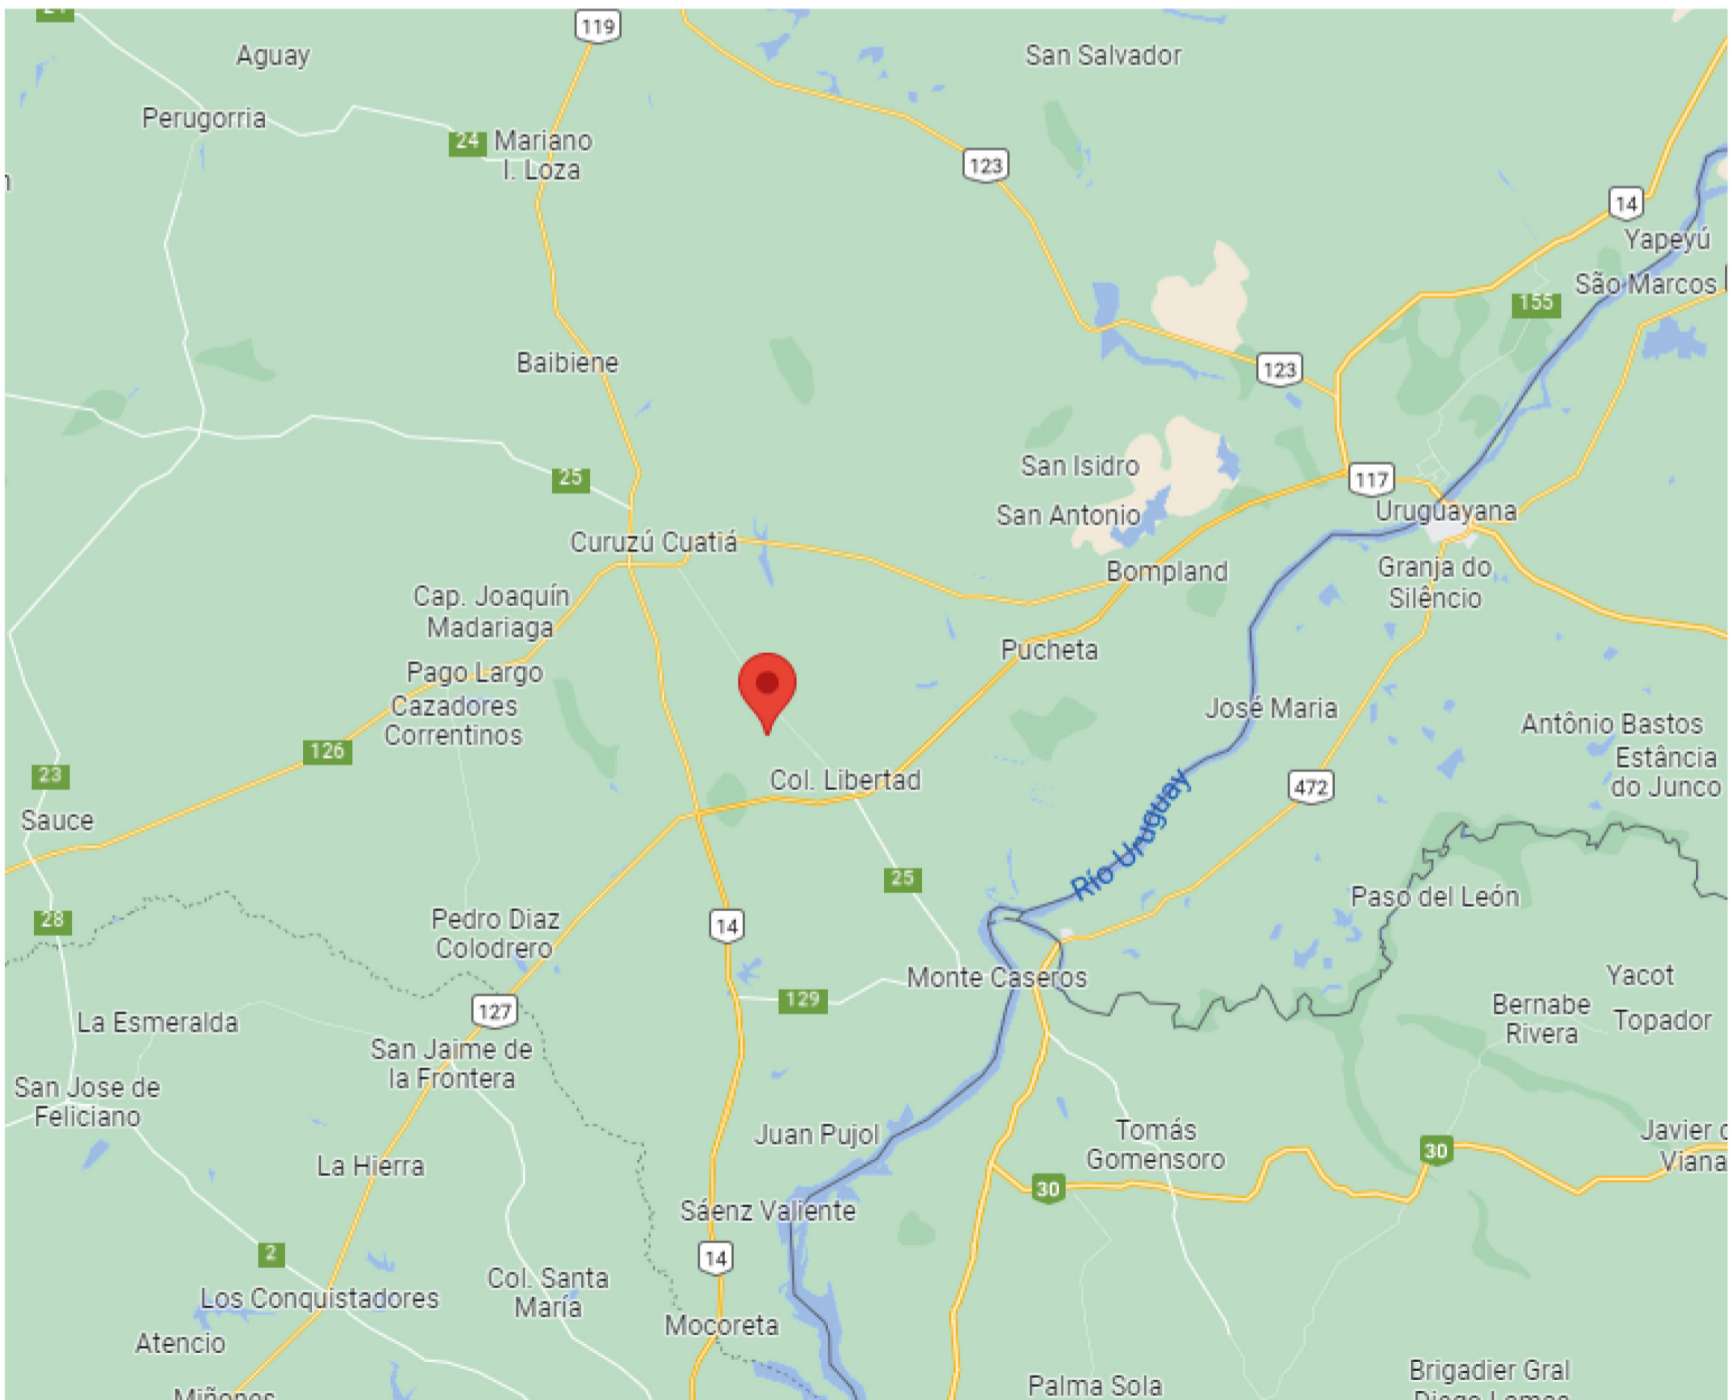 119
Aguay
San Salvador
Perugorria
24
Mariano
I. Loza
123
14
Yapeyú
São Marcos
155
Baibiene
123
25
San Isidro
117
San Antonio
Uruguayana
Curuzú Cuatiá
Bompland
Granja do
Silêncio
Cap. Joaquín
Madariaga
Pucheta
Pago Largo
Cazadores
Correntinos
José Maria
Antônio Bastos
Estância
do Junco
126
23
Col. Libertad
472
Sauce
Río Uruguay
25
Paso del León
28
Pedro Diaz
Colodrero
14
Monte Caseros
Yacot
129
127
Bernabe
Rivera
Topador
La Esmeralda
San Jaime de
la Frontera
San Jose de
Feliciano
Juan Pujol
Tomás
Gomensoro
30
Javier
Viana
La Hierra
30
Sáenz Valiente
2
14
Col. Santa
María
Los Conquistadores
Mocoreta
Atencio
Palma Sola
Brigadier Gral